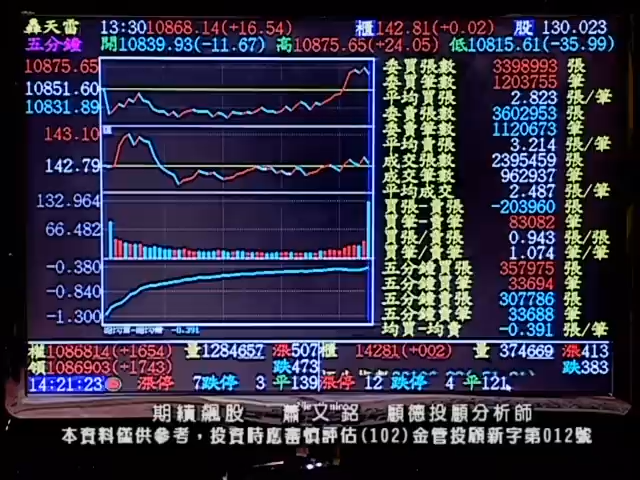 轟天雷 13:30 10868.14(+16.54) 櫃142.81(+0.02) 股 130.023
五分鐘 開10839.93(-11.67) 高10875.65(+24.05) 低10815.61(-35.99)
10875.65
10851.60
10831.89
143.10
142.79
132.964
66.482
-0.380
-0.840
-1.300
委買張數 3398993 張
委買筆數 1203755 筆
平均買張 2.823 張/筆
委賣張數 3602953 張
委賣筆數 1120673 筆
平均賣張 3.214 張/筆
成交張數 2395459 張
成交筆數 962937 筆
平均成交 2.487 張/筆
買張-賣張 -203960 張
買筆-賣筆 83082 筆
買張/賣張 0.943 張/張
買筆/賣筆 1.074 筆/筆
五分鐘買張 357975 張
五分鐘買筆 33694 筆
五分鐘賣張 307786 張
五分鐘賣筆 33688 筆
均買-均賣 -0.391 張/筆
均買-均賣 -0.391
權1086814(+1654) 量1284657 漲507 櫃 14281(+002) 量 374669 漲413
領1086903(+1743) 跌473 跌383
14:21:23 漲停 7跌停 3 平139 漲停 12 跌停 4 平121
期績飆股 蕭又銘 顧德投顧分析師
本資料僅供參考，投資時應審慎評估(102)金管投顧新字第012號